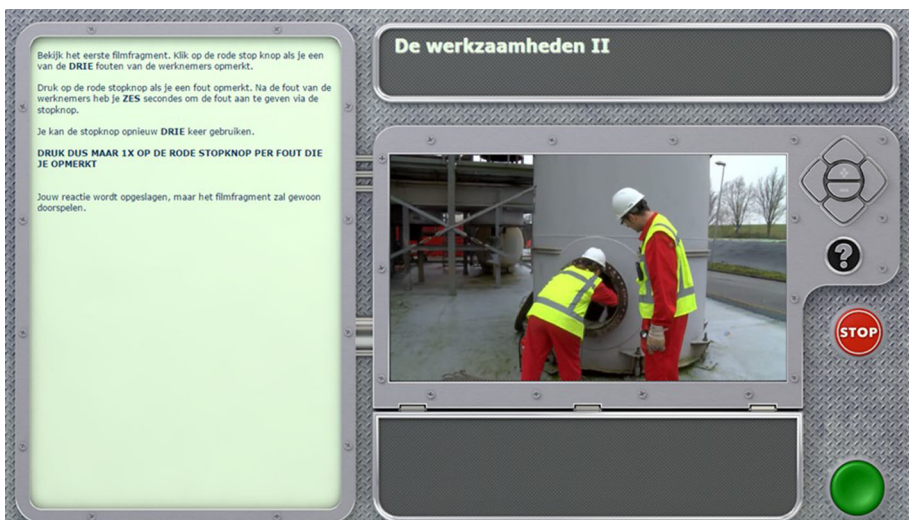 De werkzaamheden II
Bekijk het eerste filmfragment. Klik op de rode stop knop als je een
van de DRIE fouten van de werknemers opmerkt.
Druk op de rode stopknop als je een fout opmerkt. Na de fout van de
werknemers heb je ZES secondes om de fout aan te geven via de
stopknop.
Je kan de stopknop opnieuw DRIE keer gebruiken.
DRUK DUS MAAR 1X OP DE RODE STOPKNOP PER FOUT DIE
JE OPMERKT
Jouw reactie wordt opgeslagen, maar het filmfragment zal gewoon
doorspelen.
?
STOP